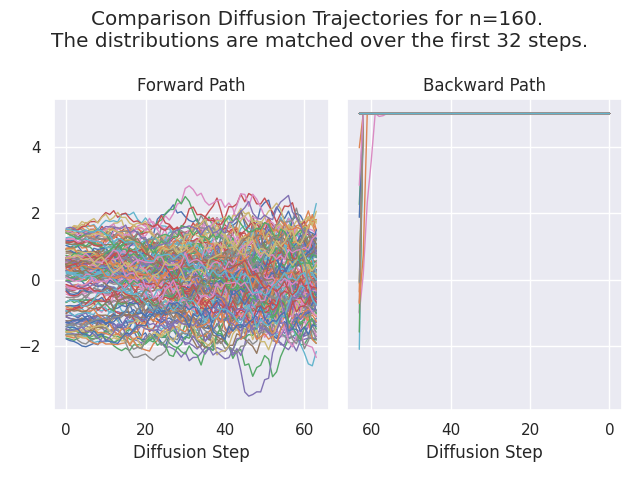 Comparison Diffusion Trajectories for n=160.
The distributions are matched over the first 32 steps.
Forward Path
Backward Path
4
2
0
−2
0
20
40
60
60
40
20
0
Diffusion Step
Diffusion Step